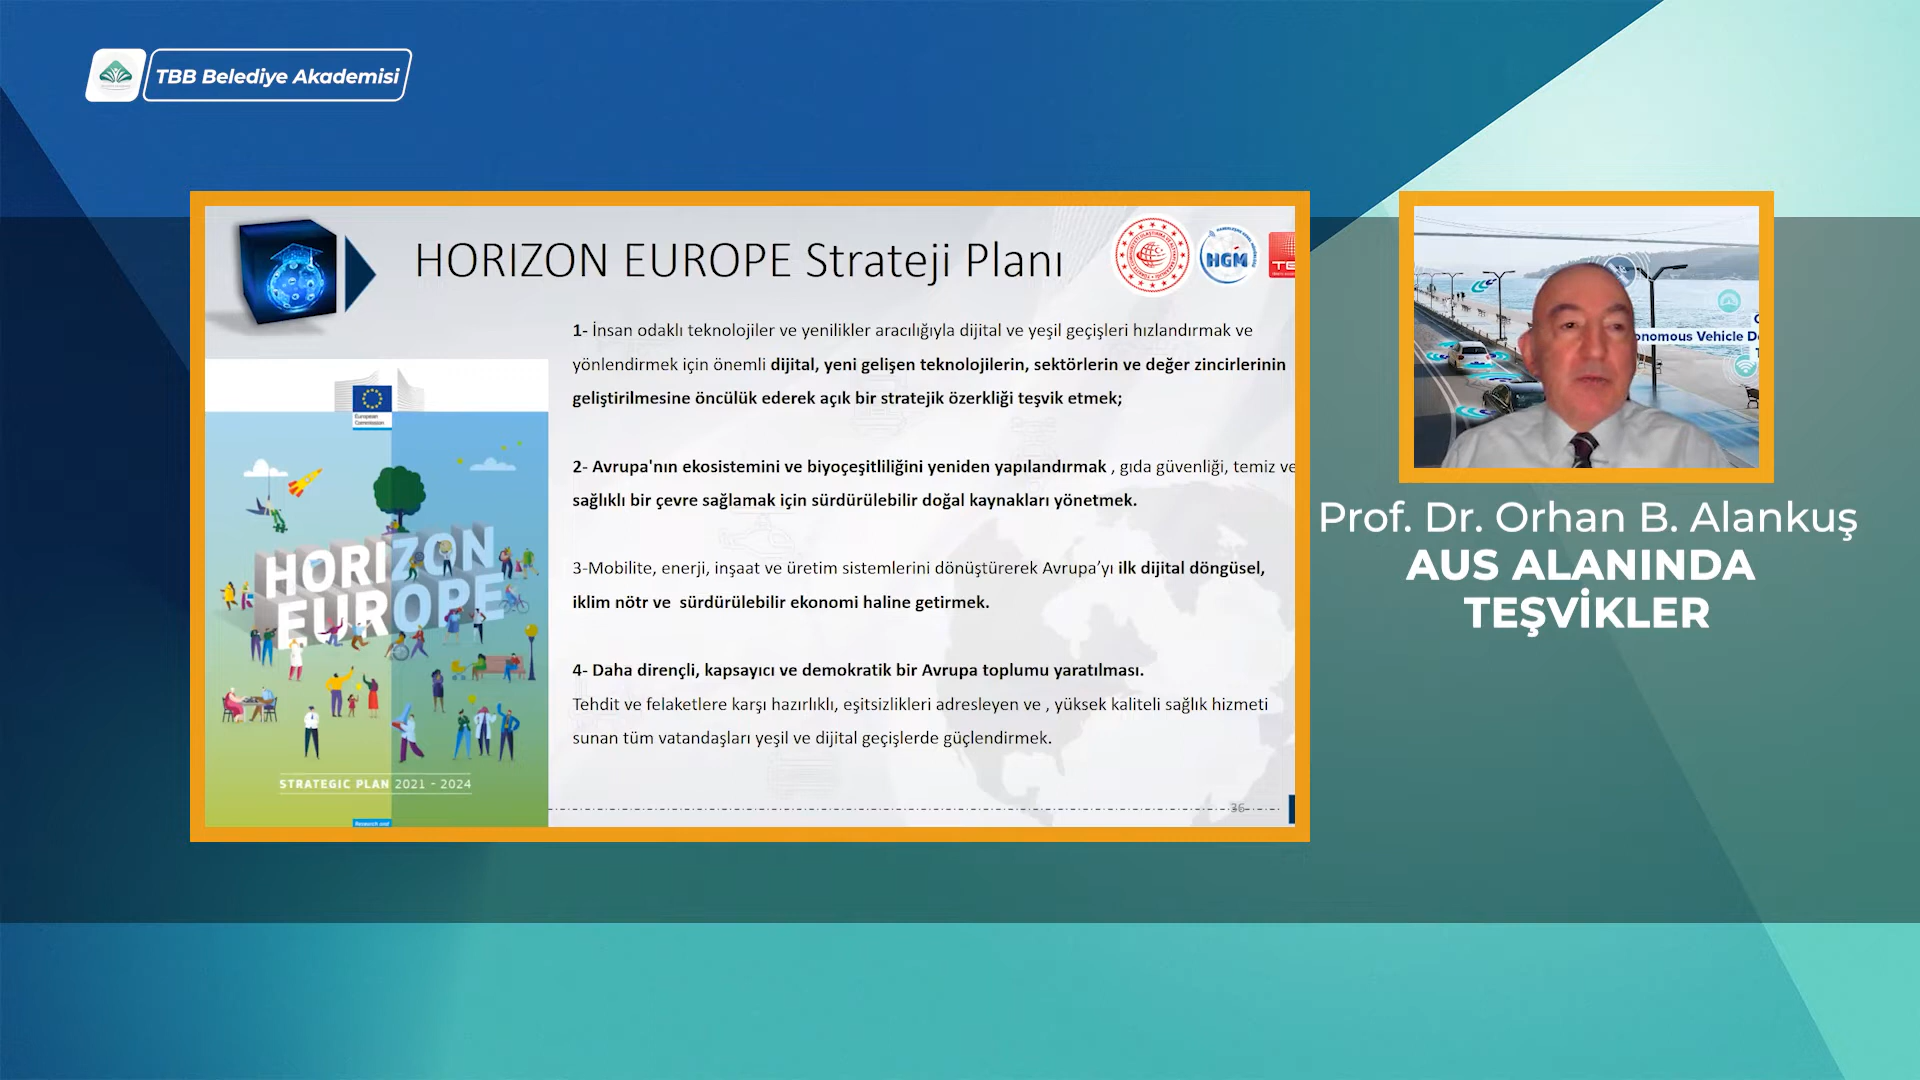 TBB Belediye Akademisi
HORIZON EUROPE Strateji Planı
HGM
1- İnsan odaklı teknolojiler ve yenilikler aracılığıyla dijital ve yeşil geçişleri hızlandırmak ve
yönlendirmek için önemli dijital, yeni gelişen teknolojilerin, sektörlerin ve değer zincirlerinin
geliştirilmesine öncülük ederek açık bir stratejik özerkliği teşvik etmek;
2- Avrupa'nın ekosistemini ve biyoçeşitliliğini yeniden yapılandırmak , gıda güvenliği, temiz ve
sağlıklı bir çevre sağlamak için sürdürülebilir doğal kaynakları yönetmek.
3-Mobilite, enerji, inşaat ve üretim sistemlerini dönüştürerek Avrupa’yı ilk dijital döngüsel,
iklim nötr ve sürdürülebilir ekonomi haline getirmek.
4- Daha dirençli, kapsayıcı ve demokratik bir Avrupa toplumu yaratılması.
Tehdit ve felaketlere karşı hazırlıklı, eşitsizlikleri adresleyen ve , yüksek kaliteli sağlık hizmeti
sunan tüm vatandaşları yeşil ve dijital geçişlerde güçlendirmek.
36
European
Commission
HORIZON
EUROPE
STRATEGIC PLAN 2021 - 2024
Research and
onomous Vehicle De
Prof. Dr. Orhan B. Alankuş
AUS ALANINDA
TEŞVİKLER